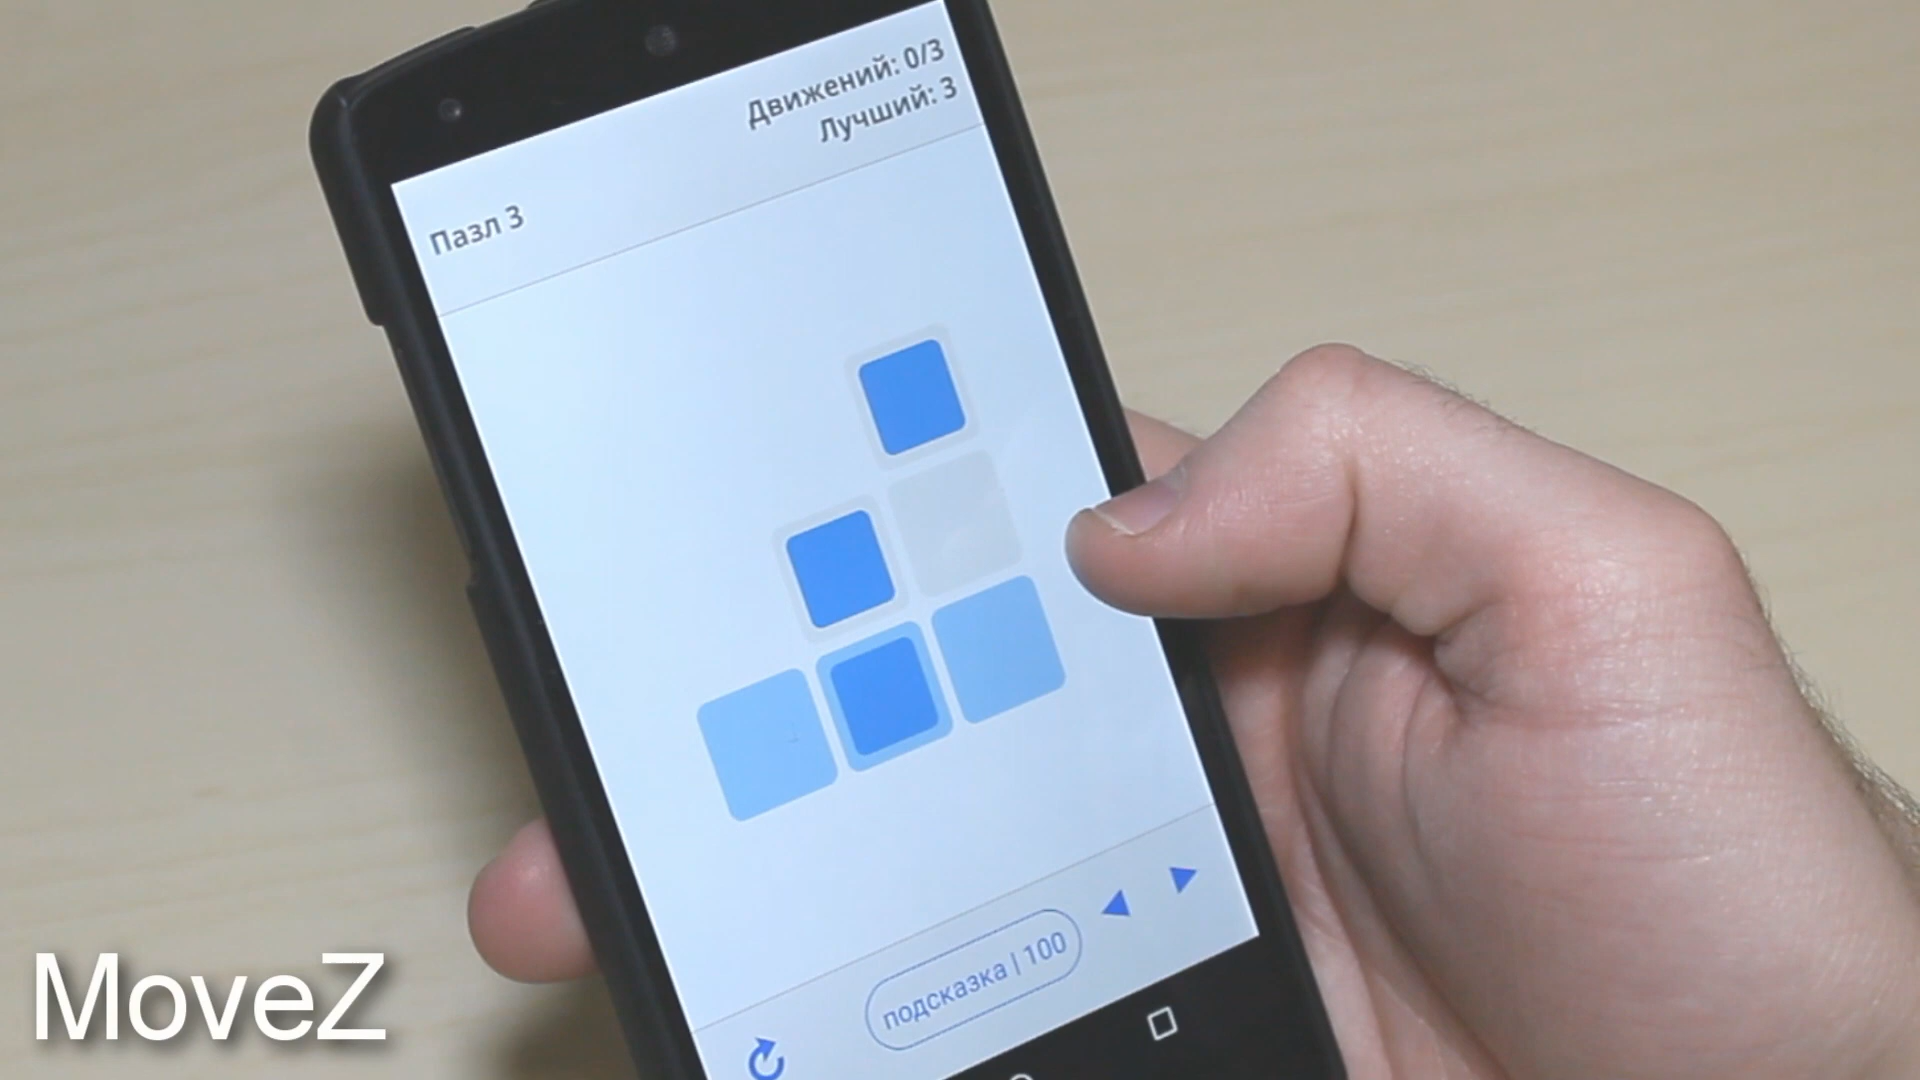 Движений: 0/3
Лучший: 3
Пазл 3
подсказка | 100
MoveZ